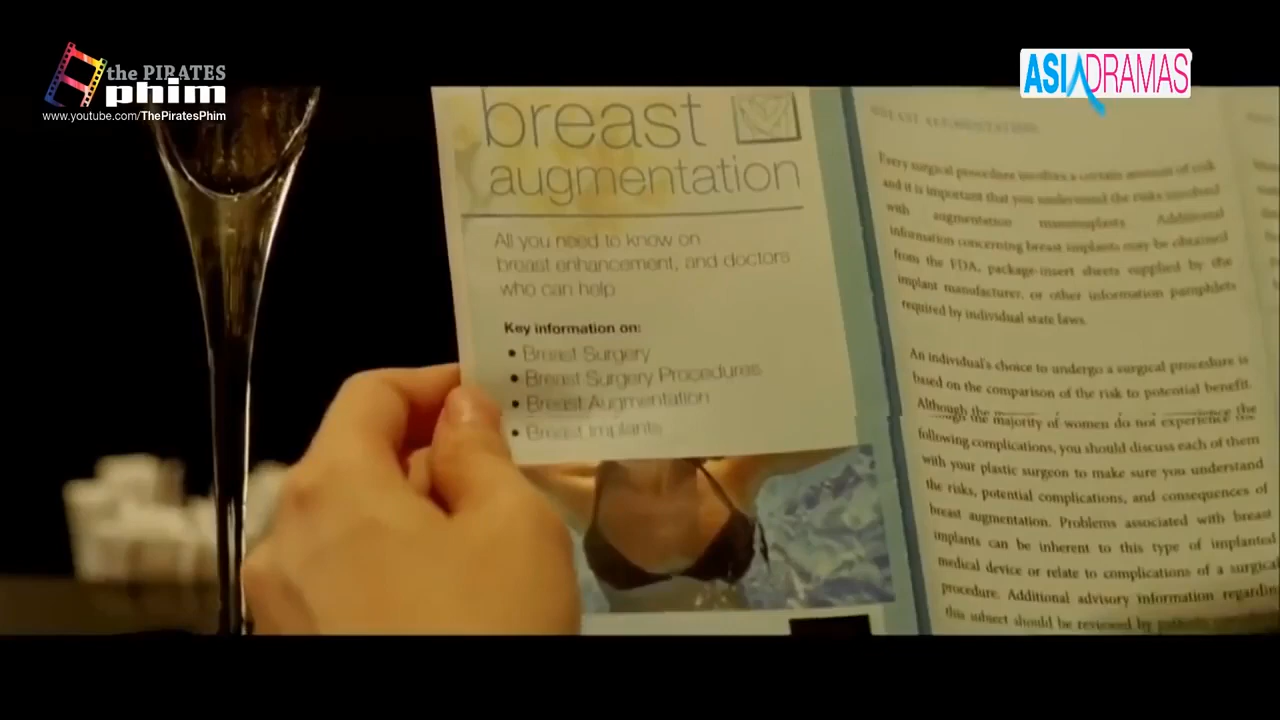 the PIRATES
phim
www.youtube.com/ThePiratesPhim
ASIADRAMAS
breast
augmentation
All you need to know on
breast enhancement, and doctors
who can help
Key information on:
• Breast Surgery
• Breast Surgery Procedures
• Breast Augmentation
• Breast Implants
BREAST AUGMENTATION
Every surgical procedure involves a certain amount of risk
and it is important that you understand the risks involved
with augmentation mammoplasty. Additional
information concerning breast implants may be obtained
from the FDA, package-insert sheets supplied by the
implant manufacturer, or other information pamphlets
required by individual state laws.
An individual's choice to undergo a surgical procedure is
based on the comparison of the risk to potential benefit.
Although the majority of women do not experience the
following complications, you should discuss each of them
with your plastic surgeon to make sure you understand
the risks, potential complications, and consequences of
breast augmentation. Problems associated with breast
implants can be inherent to this type of implanted
medical device or relate to complications of a surgical
procedure. Additional advisory information regardin
this subject should be reviewed by patients